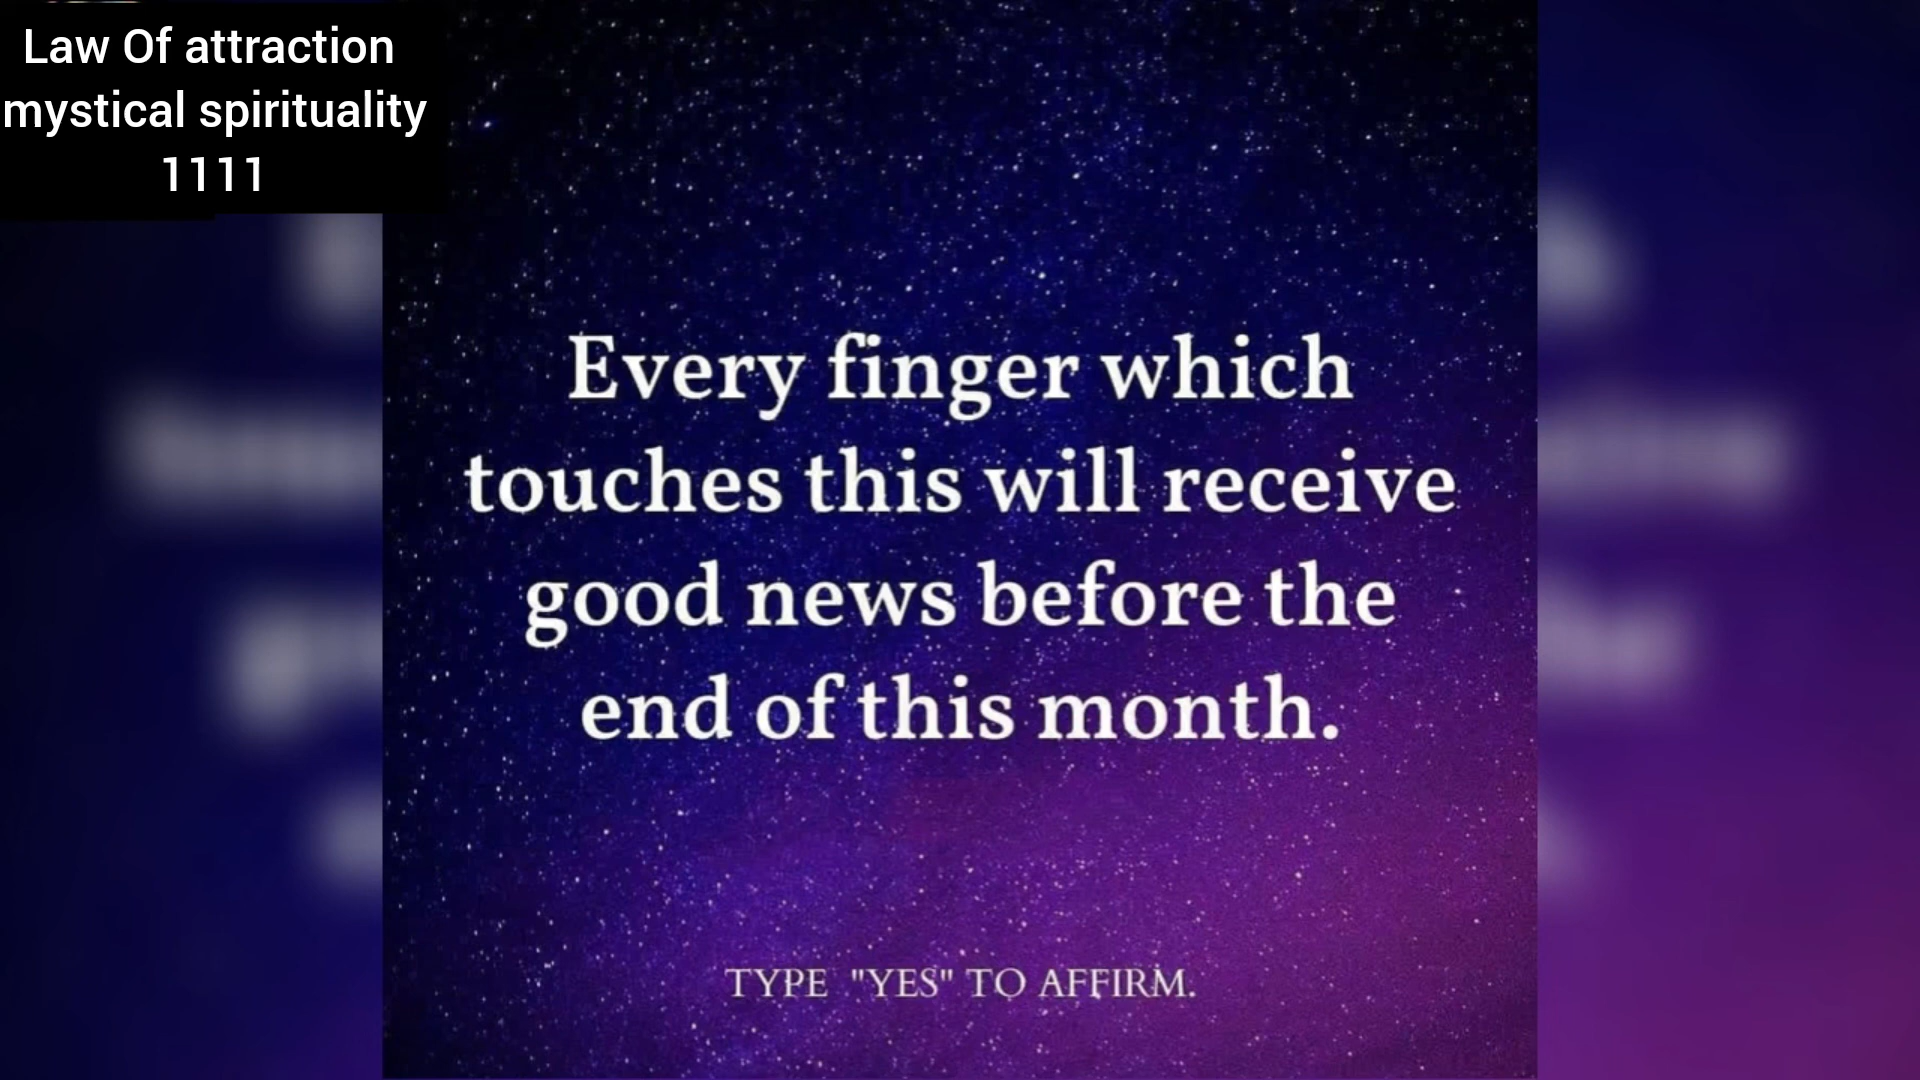 Law Of attraction
mystical spirituality
1111
Every finger which
touches this will receive
good news before the
end of this month.
TYPE "YES" TO AFFIRM.